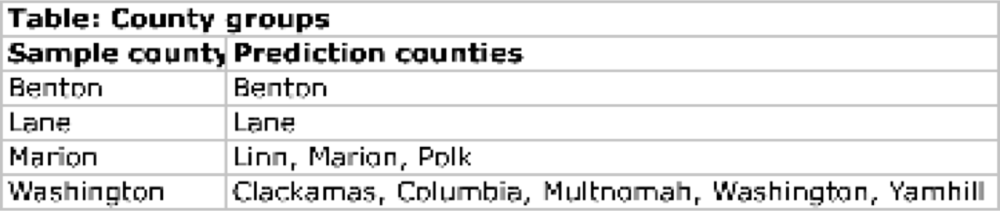 Table: County groups
Sample county Prediction counties
Benton Benton
Lane Lane
Marion Linn, Marion, Polk
Washington Clackamas, Columbia, Multnomah, Washington, Yamhill